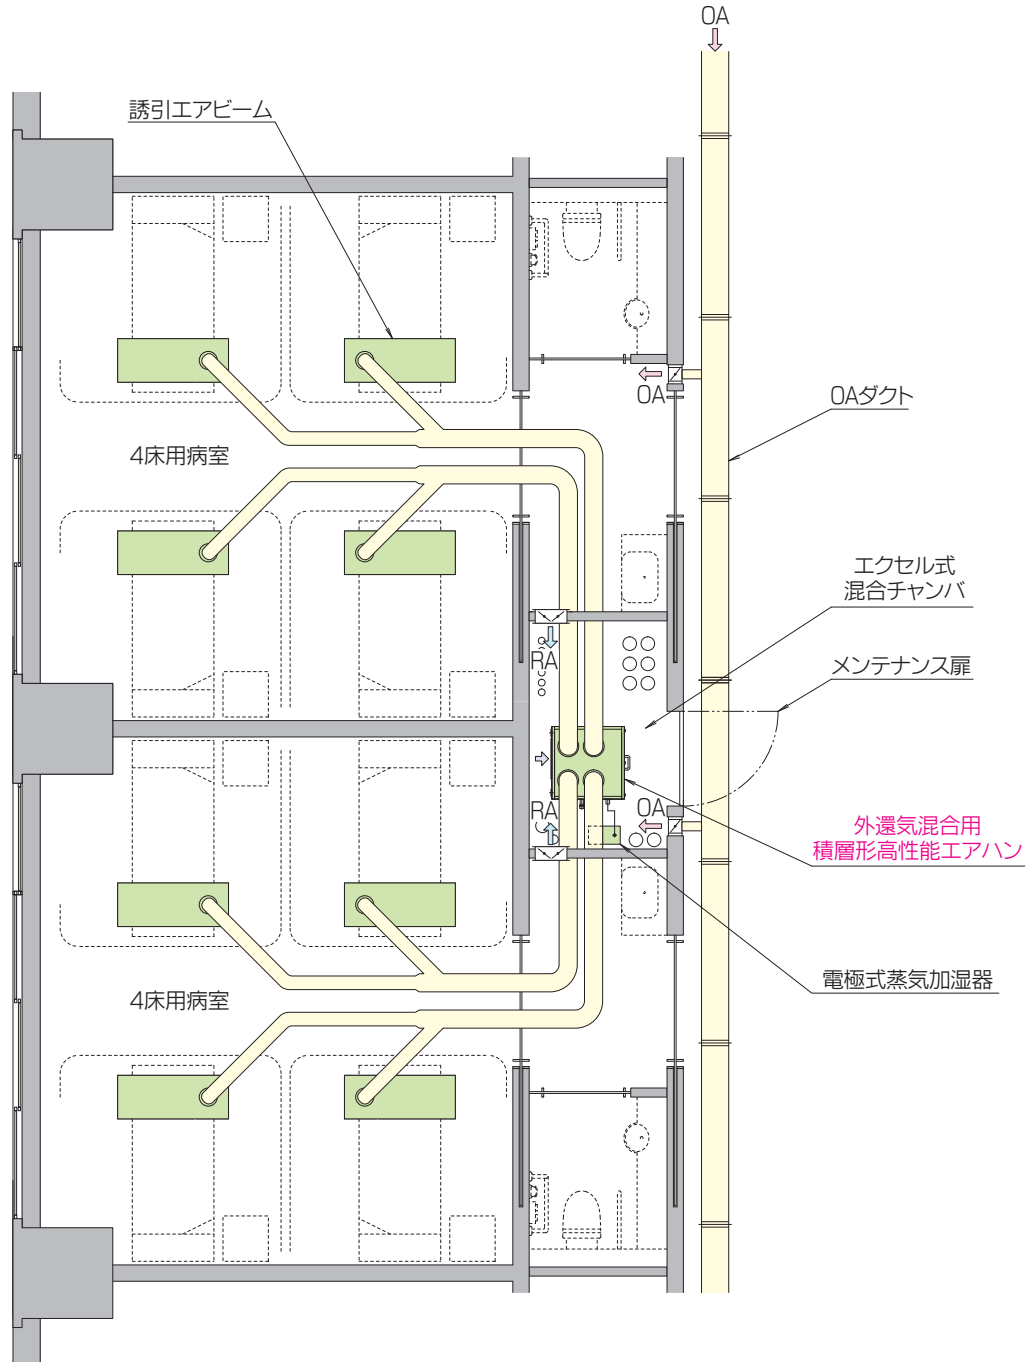 OA
誘引エアビーム
OA
OAダクト
4床用病室
エクセル式
混合チャンバ
RA
メンテナンス扉
RA
OA
外還気混合用
積層形高性能エアハン
電極式蒸気加湿器
4床用病室